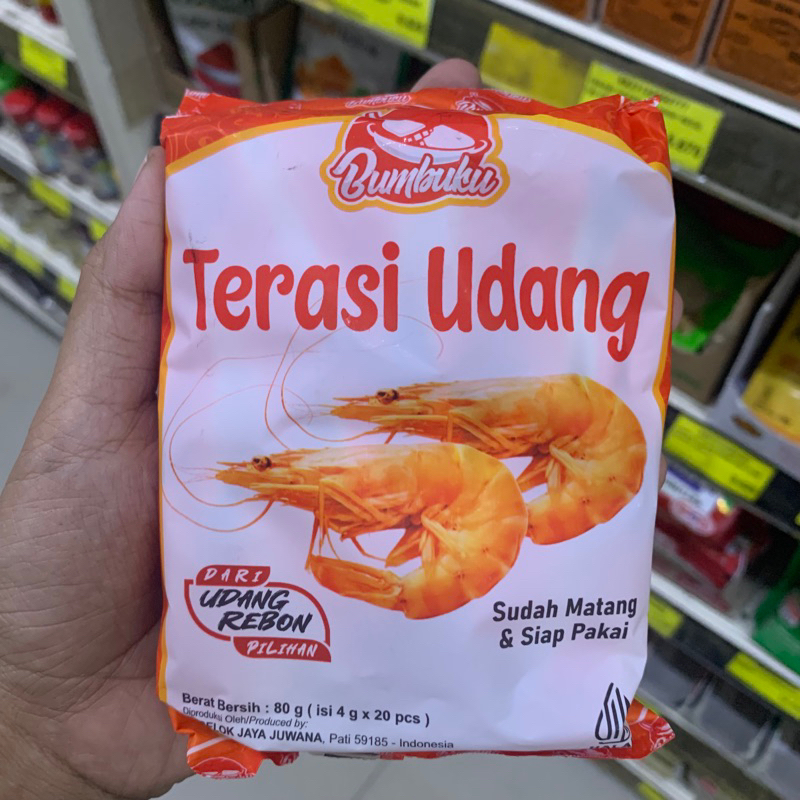 Bumbuku
Terasi Udang
DARI
UDANG
REBON
PILIHAN
Sudah Matang
& Siap Pakai
Berat Bersih : 80 g ( isi 4 g x 20 pcs )
Diproduksi Oleh/Produced by:
JAYA JUWANA, Pati 59185 - Indonesia